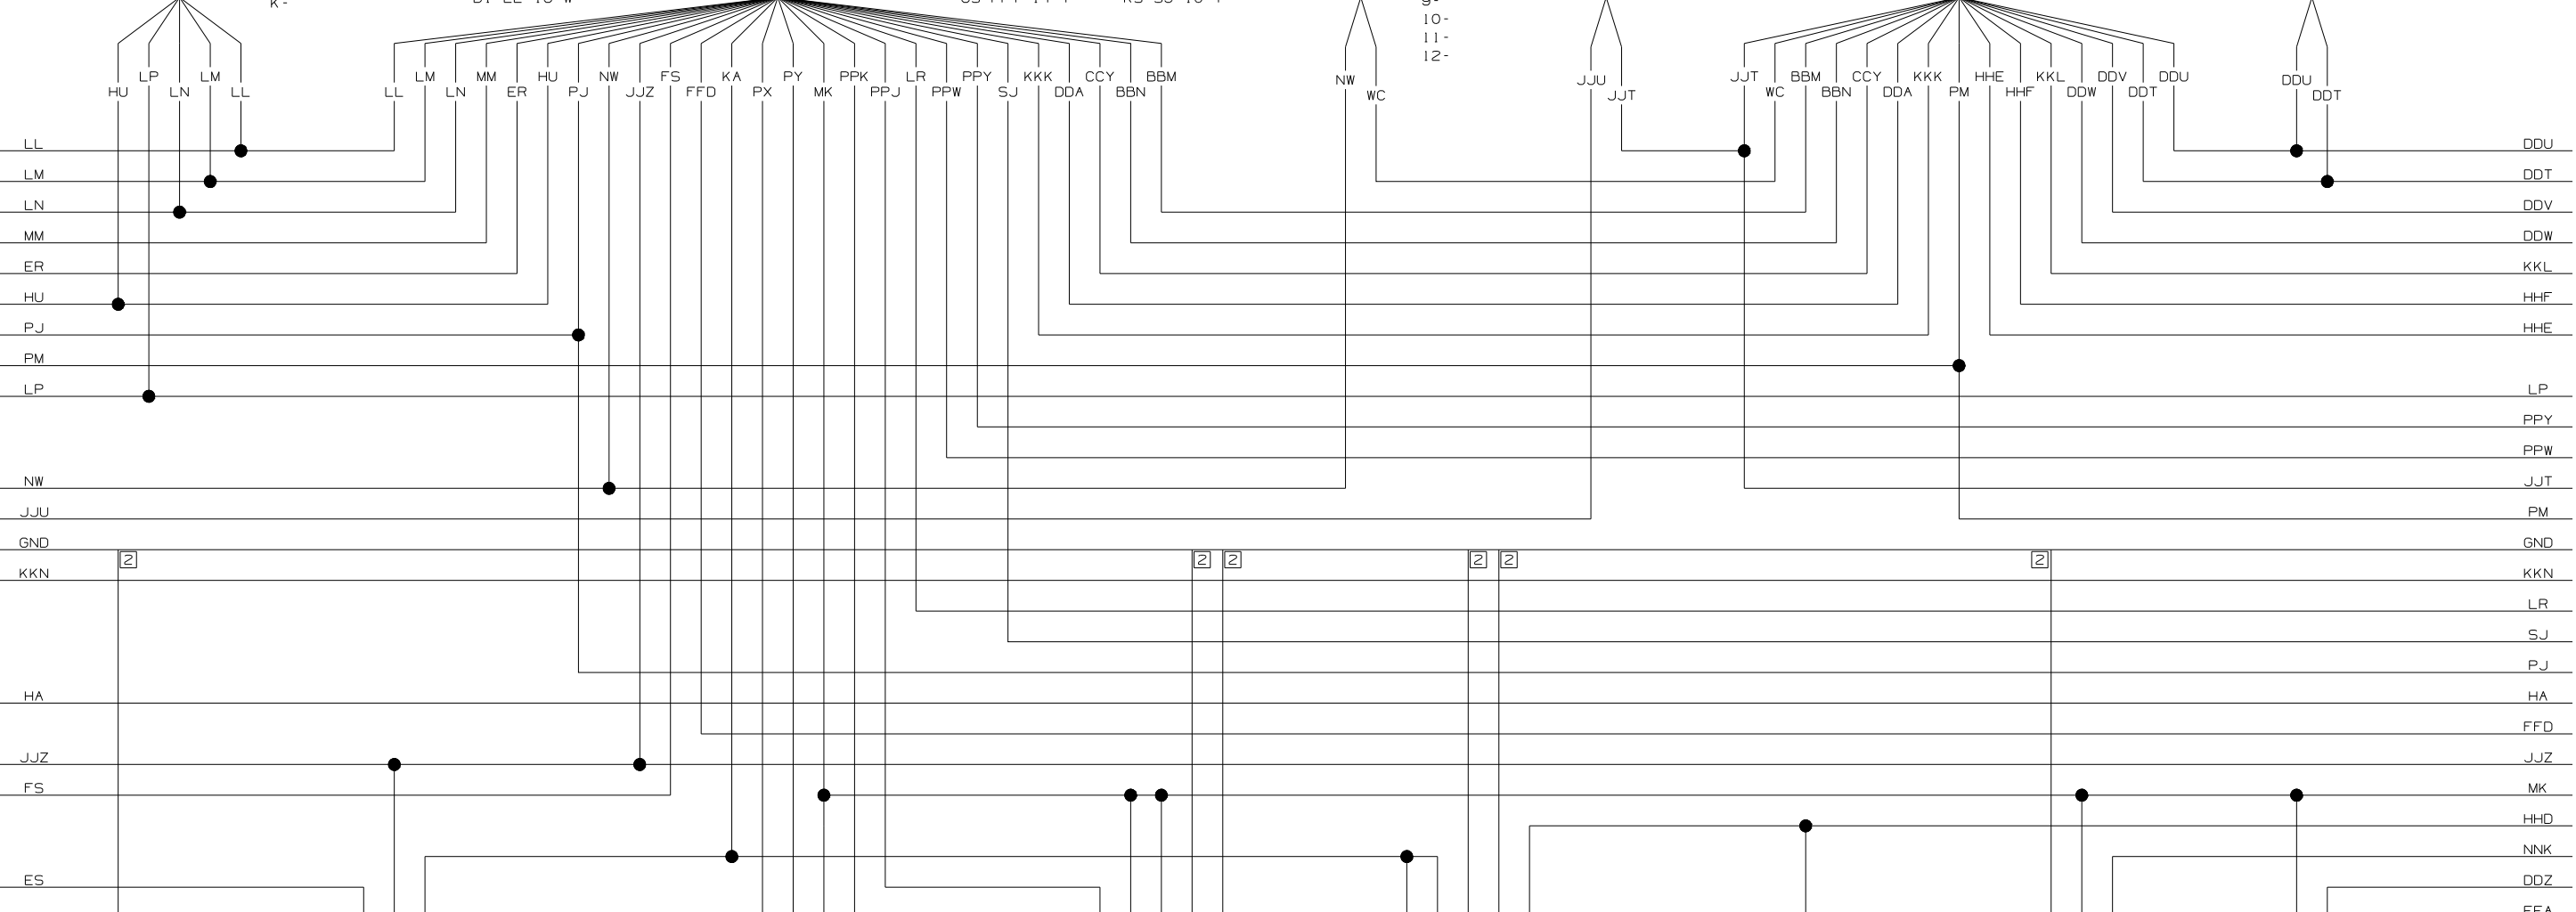 K-
10-
11-
12-
LP LM LM MM HU NW FS KA PY PPK LR PPY KKK CCY BBM NW JJU JJT BBM CCY KKK HHE KKL DDV DDU DDU
HU LN LL LL LN ER PJ JJZ FFD PX MK PPJ PPW SJ DDA BBN WC JJT WC BBN DDA PM HHF DDW DDT DDT
LL DDU
LM DDT
LN DDV
MM DDW
ER KKL
HU HHF
PJ HHE
PM
LP LP
PPY
PPW
NW JJT
JJU PM
GND GND
2 2 2 2 2 2
KKN KKN
LR
SJ
PJ
HA HA
FFD
JJZ JJZ
FS MK
HHD
NNK
ES DDZ